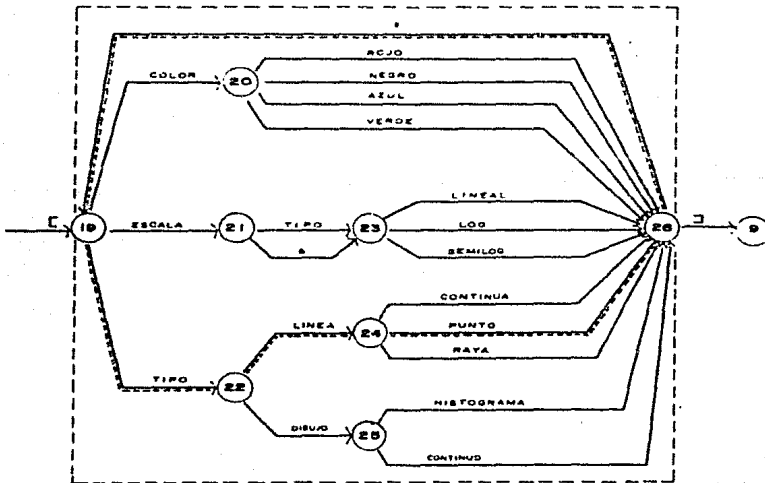 ROJO
COLOR
20
NEGRO
AZUL
VERDE
[
19
ESCALA
21
TIPO
&
23
LINEAL
LOG
SEMILOG
26
]
9
CONTINUA
LINEA
24
PUNTO
RAYA
TIPO
22
HISTOGRAMA
DIBUJO
25
CONTINUO